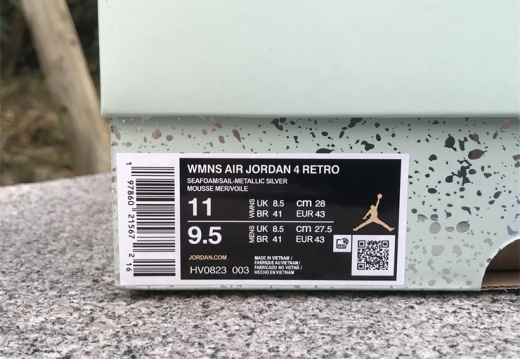 WMNS AIR JORDAN 4 RETRO
SEAFOAM/SAIL-METALLIC SILVER
MOUSSE MER/VOILE
11 WMNS UK 8.5 cm 28
BR 41 EUR 43
9.5 MENS UK 8.5 cm 27.5
BR 41 EUR 43
JORDAN.COM
HV0823 003
MADE IN VIETNAM /
FABRIQUE AU VIETNAM /
FABRICADO NO VIETNÃ /
HECHO EN VIETNAM
1 97860 21567 2 16